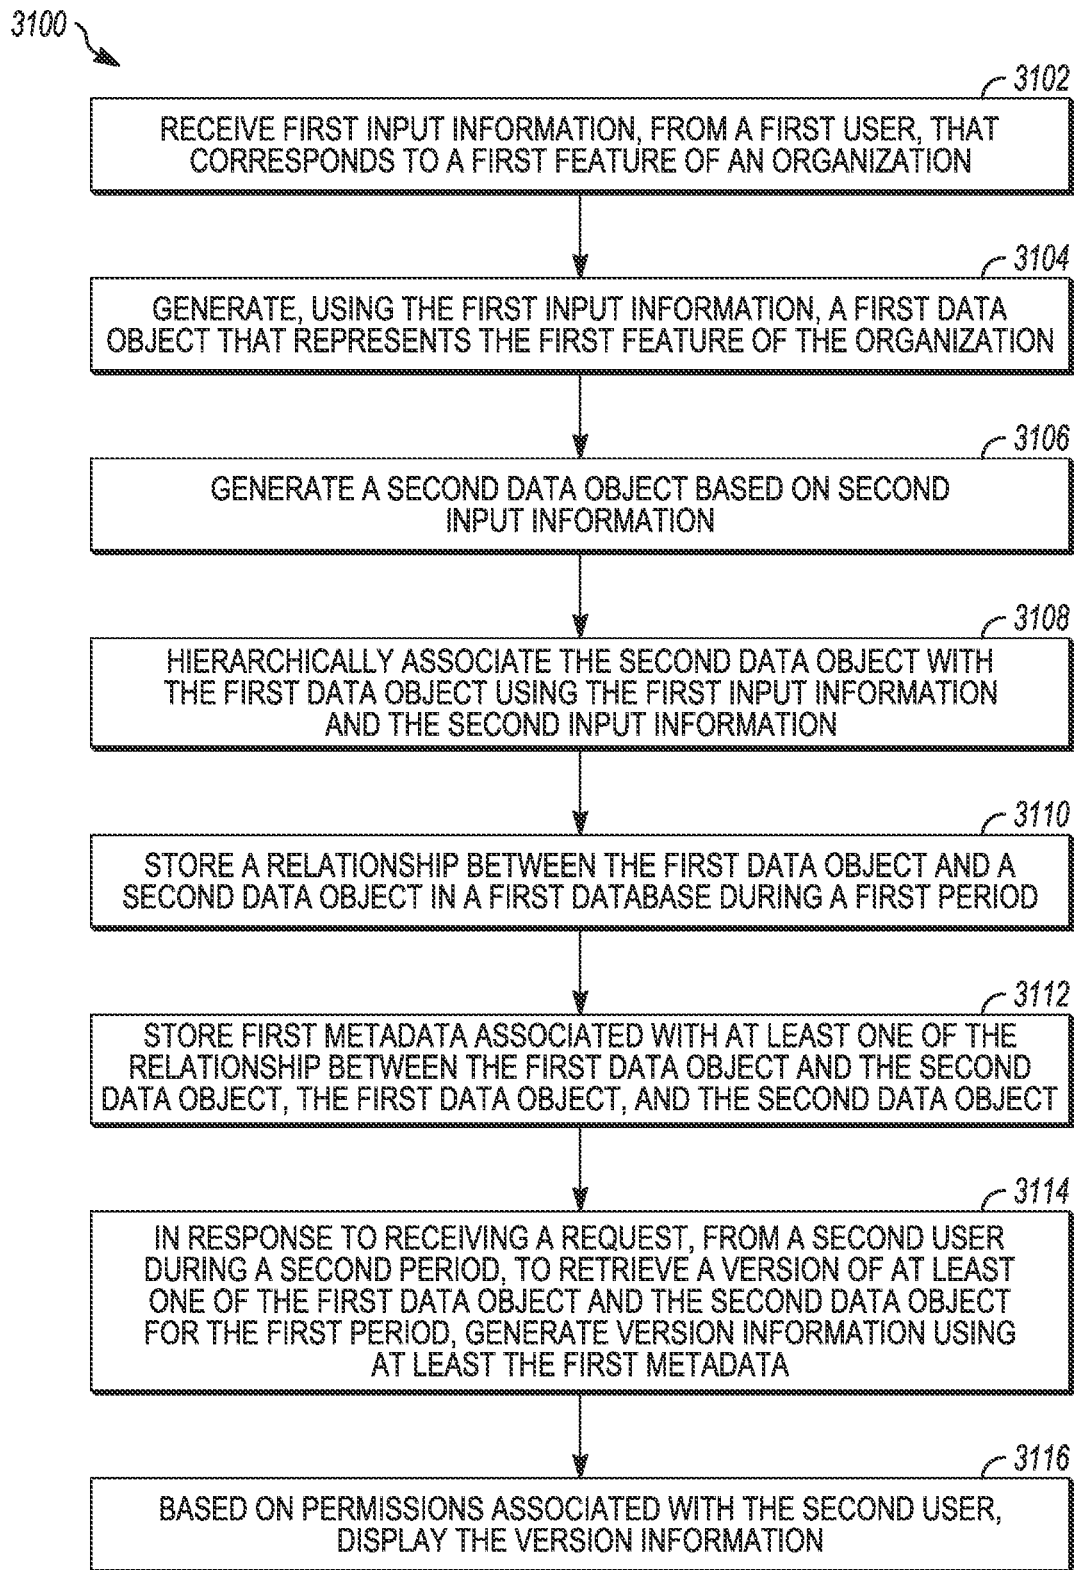 3100
3102
RECEIVE FIRST INPUT INFORMATION, FROM A FIRST USER, THAT
CORRESPONDS TO A FIRST FEATURE OF AN ORGANIZATION
3104
GENERATE, USING THE FIRST INPUT INFORMATION, A FIRST DATA
OBJECT THAT REPRESENTS THE FIRST FEATURE OF THE ORGANIZATION
3106
GENERATE A SECOND DATA OBJECT BASED ON SECOND
INPUT INFORMATION
3108
HIERARCHICALLY ASSOCIATE THE SECOND DATA OBJECT WITH
THE FIRST DATA OBJECT USING THE FIRST INPUT INFORMATION
AND THE SECOND INPUT INFORMATION
3110
STORE A RELATIONSHIP BETWEEN THE FIRST DATA OBJECT AND A
SECOND DATA OBJECT IN A FIRST DATABASE DURING A FIRST PERIOD
3112
STORE FIRST METADATA ASSOCIATED WITH AT LEAST ONE OF THE
RELATIONSHIP BETWEEN THE FIRST DATA OBJECT AND THE SECOND
DATA OBJECT, THE FIRST DATA OBJECT, AND THE SECOND DATA OBJECT
3114
IN RESPONSE TO RECEIVING A REQUEST, FROM A SECOND USER
DURING A SECOND PERIOD, TO RETRIEVE A VERSION OF AT LEAST
ONE OF THE FIRST DATA OBJECT AND THE SECOND DATA OBJECT
FOR THE FIRST PERIOD, GENERATE VERSION INFORMATION USING
AT LEAST THE FIRST METADATA
3116
BASED ON PERMISSIONS ASSOCIATED WITH THE SECOND USER,
DISPLAY THE VERSION INFORMATION